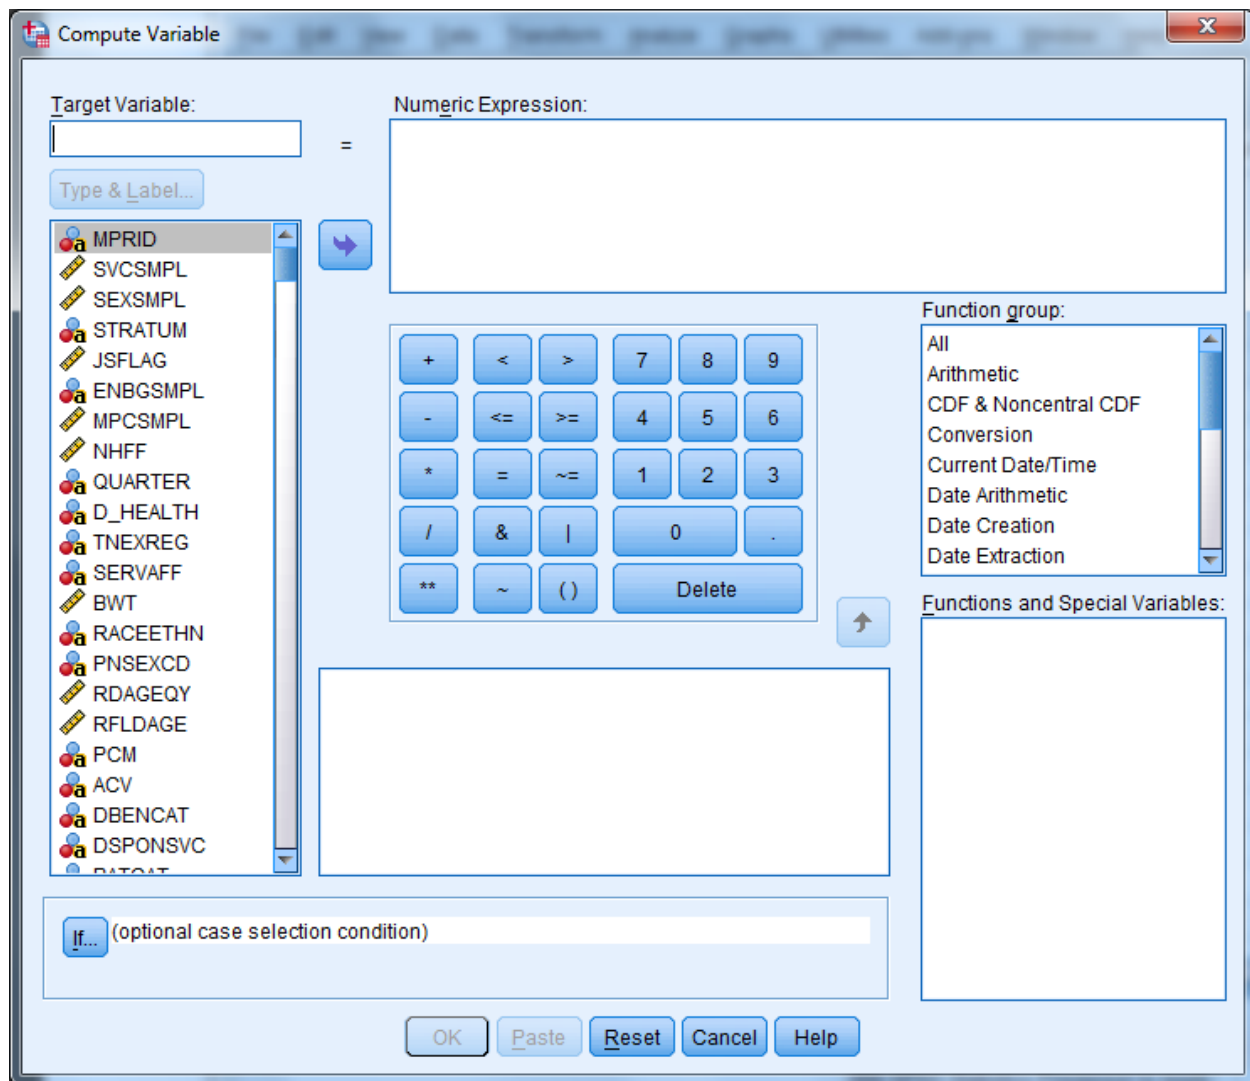 Compute Variable
Target Variable:
Numeric Expression:
=
Type & Label...
MPRID
SVCSMPL
SEXSMPL
STRATUM
JSFLAG
ENBGSMPL
MPCSMPL
NHFF
QUARTER
D_HEALTH
TNEXREG
SERVAFF
BWT
RACEETHN
PNSEXCD
RDAGEQY
RFLDAGE
PCM
ACV
DBENCAT
DSPONSVC
+ < > 7 8 9
- <= >= 4 5 6
* = ~= 1 2 3
/ & | 0 .
** ~ ( ) Delete
Function group:
All
Arithmetic
CDF & Noncentral CDF
Conversion
Current Date/Time
Date Arithmetic
Date Creation
Date Extraction
Functions and Special Variables:
If... (optional case selection condition)
OK Paste Reset Cancel Help